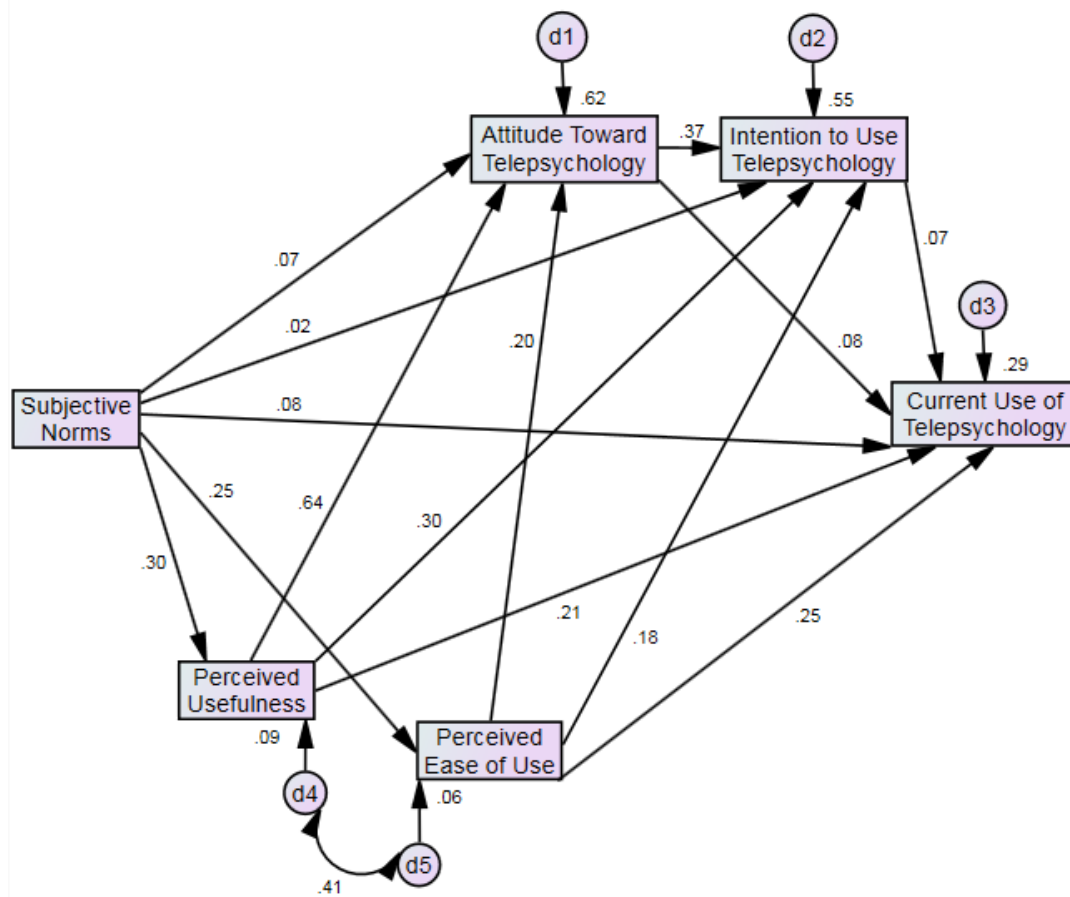 d1
d2
.62
.55
Attitude Toward
Telepsychology
.37
Intention to Use
Telepsychology
.07
.07
d3
.02
.20
.08
.29
Subjective
Norms
.08
Current Use of
Telepsychology
.25
.64
.30
.30
.21
.18
.25
Perceived
Usefulness
.09
Perceived
Ease of Use
d4
.06
d5
.41